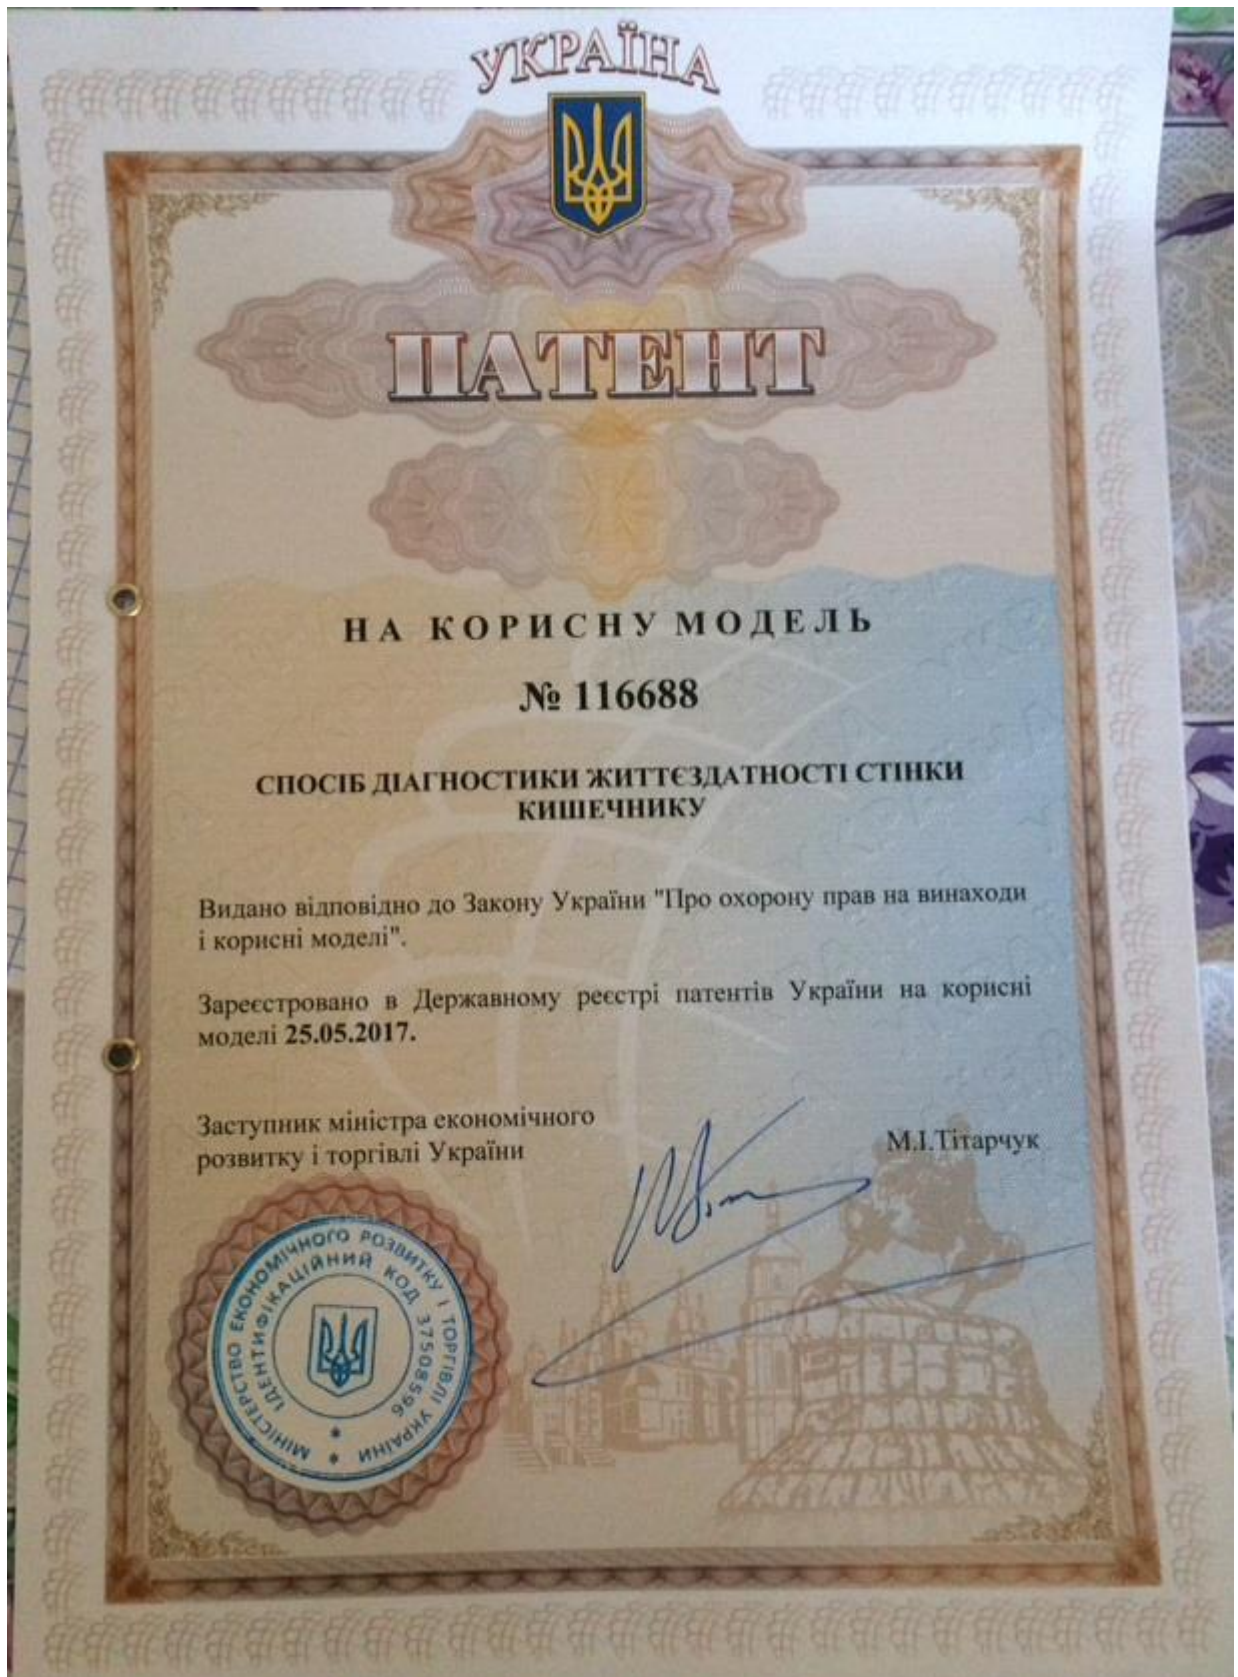 УКРАЇНА
ПАТЕНТ
НА КОРИСНУ МОДЕЛЬ
№ 116688
СПОСІБ ДІАГНОСТИКИ ЖИТТЄЗДАТНОСТІ СТІНКИ
КИШЕЧНИКУ
Видано відповідно до Закону України "Про охорону прав на винаходи
і корисні моделі".
Зареєстровано в Державному реєстрі патентів України на корисні
моделі 25.05.2017.
Заступник міністра економічного
розвитку і торгівлі України
М.І.Тітарчук
МІНІСТЕРСТВО ЕКОНОМІЧНОГО РОЗВИТКУ І ТОРГІВЛІ УКРАЇНИ
ІДЕНТИФІКАЦІЙНИЙ КОД 37508596